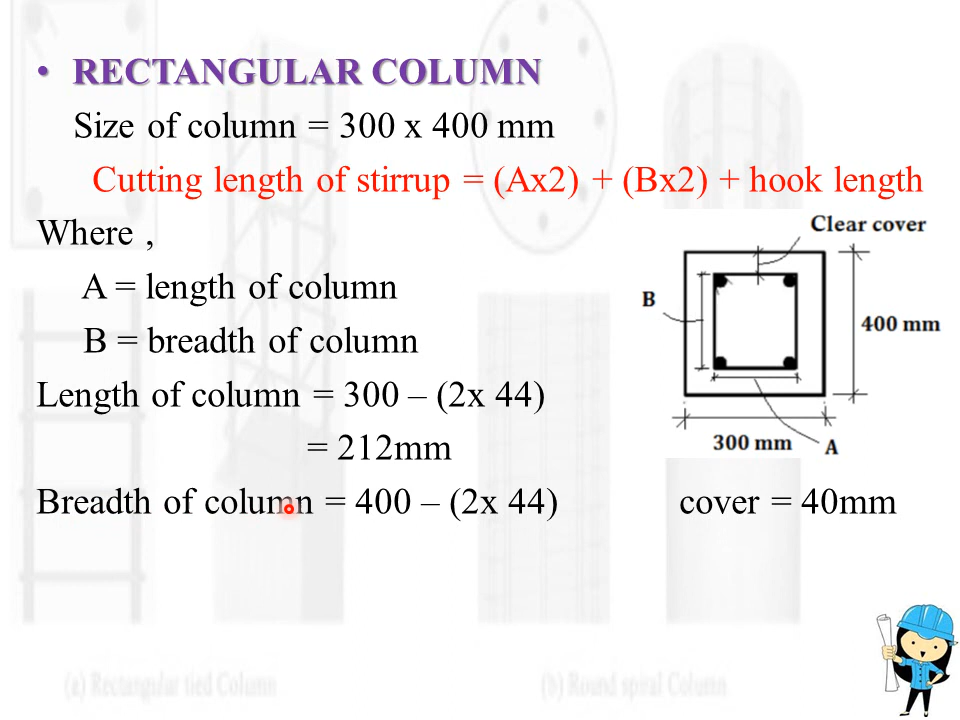 • RECTANGULAR COLUMN
Size of column = 300 x 400 mm
Cutting length of stirrup = (Ax2) + (Bx2) + hook length
Where ,
Clear cover
A = length of column
B
400 mm
B = breadth of column
Length of column = 300 – (2x 44)
300 mm
A
= 212mm
Breadth of column = 400 – (2x 44)
cover = 40mm
(a) Rectangular tied Column
(b) Round spiral Column